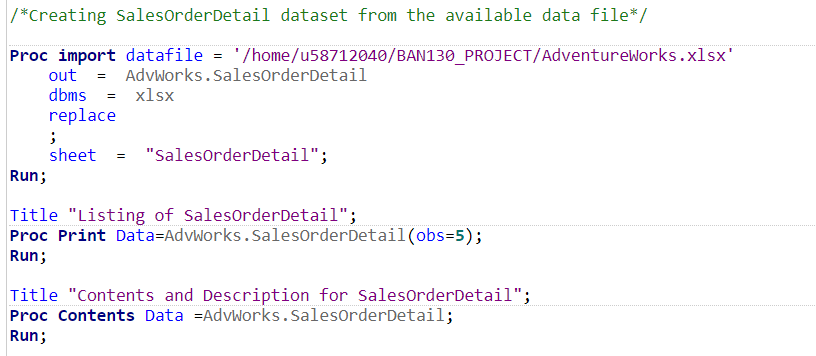 /*Creating SalesOrderDetail dataset from the available data file*/
Proc import datafile = '/home/u58712040/BAN130_PROJECT/AdventureWorks.xlsx'
out  =  AdvWorks.SalesOrderDetail
dbms  =  xlsx
replace
;
sheet  =  "SalesOrderDetail";
Run;
Title "Listing of SalesOrderDetail";
Proc Print Data=AdvWorks.SalesOrderDetail(obs=5);
Run;
Title "Contents and Description for SalesOrderDetail";
Proc Contents Data =AdvWorks.SalesOrderDetail;
Run;